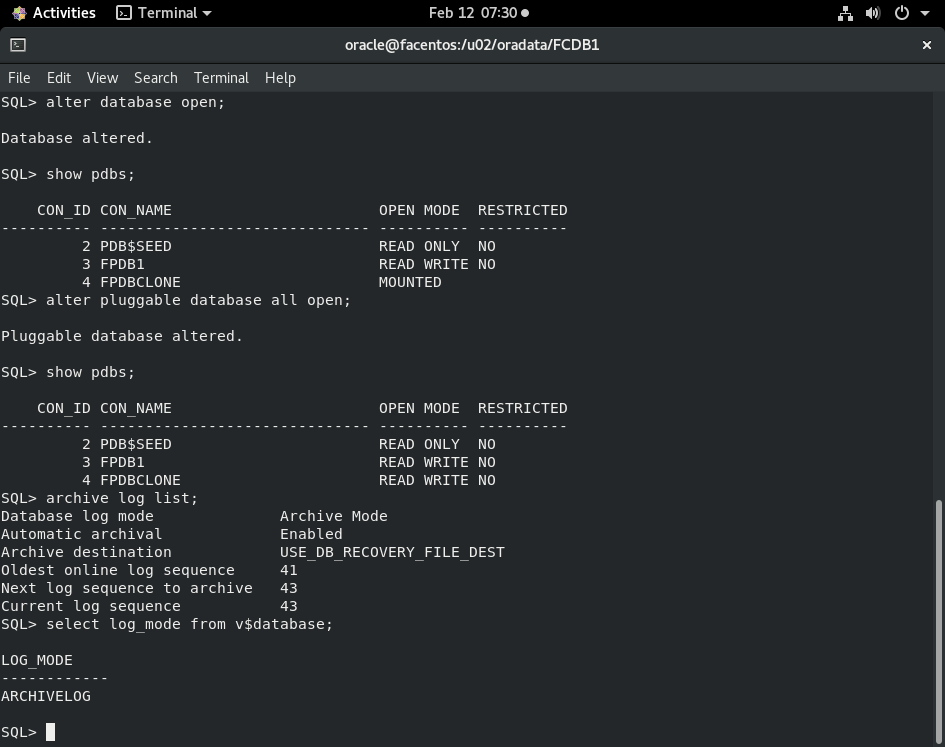 Activities Terminal Feb 12 07:30
oracle@facentos:/u02/oradata/FCDB1
File Edit View Search Terminal Help
SQL> alter database open;
Database altered.
SQL> show pdbs;
    CON_ID CON_NAME                       OPEN MODE  RESTRICTED
---------- ------------------------------ ---------- ----------
         2 PDB$SEED                       READ ONLY  NO
         3 FPDB1                          READ WRITE NO
         4 FPDBCLONE                      MOUNTED
SQL> alter pluggable database all open;
Pluggable database altered.
SQL> show pdbs;
    CON_ID CON_NAME                       OPEN MODE  RESTRICTED
---------- ------------------------------ ---------- ----------
         2 PDB$SEED                       READ ONLY  NO
         3 FPDB1                          READ WRITE NO
         4 FPDBCLONE                      READ WRITE NO
SQL> archive log list;
Database log mode              Archive Mode
Automatic archival             Enabled
Archive destination            USE_DB_RECOVERY_FILE_DEST
Oldest online log sequence     41
Next log sequence to archive   43
Current log sequence           43
SQL> select log_mode from v$database;
LOG_MODE
------------
ARCHIVELOG
SQL>